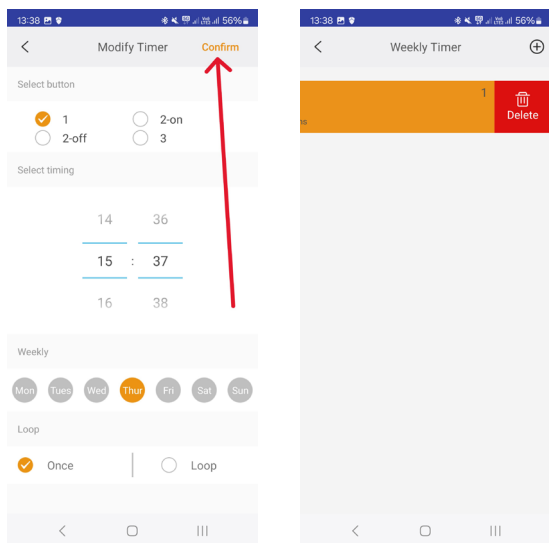 13:38 56%
Modify Timer Confirm
Select button
1 2-on
2-off 3
Select timing
14 36
15 : 37
16 38
Weekly
Mon Tues Wed Thur Fri Sat Sun
Loop
Once Loop
13:38 56%
Weekly Timer
1
Delete